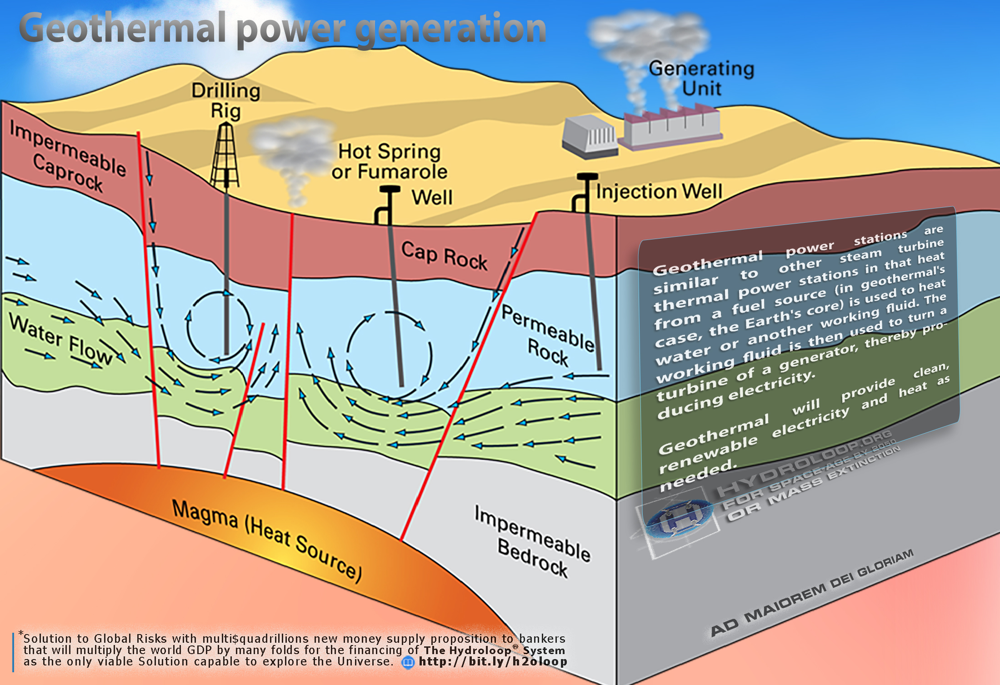 Geothermal power generation
Generating
Unit
Drilling
Rig
Impermeable
Caprock
Hot Spring
or Fumarole
Well
Injection Well
Cap Rock
Water Flow
Permeable
Rock
Geothermal power stations are
similar to other steam turbine
thermal power stations in that heat
from a fuel source (in geothermal's
case, the Earth's core) is used to heat
water or another working fluid. The
working fluid is then used to turn a
turbine of a generator, thereby pro-
ducing electricity.
Geothermal will provide clean,
renewable electricity and heat as
needed.
HYDROLOOP.ORG
FOR SPACE-AGE BY 2050
OR MASS EXTINCTION
H
Magma (Heat Source)
Impermeable
Bedrock
AD MAIOREM DEI GLORIAM
*Solution to Global Risks with multi$quadrillions new money supply proposition to bankers
that will multiply the world GDP by many folds for the financing of The Hydroloop® System
as the only viable Solution capable to explore the Universe. http://bit.ly/h2oloop